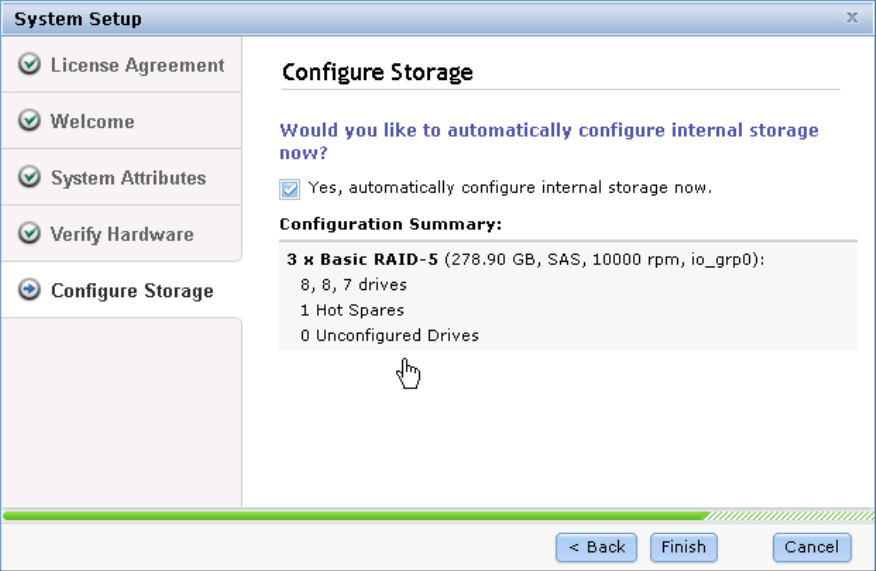 System Setup
x
License Agreement
Welcome
System Attributes
Verify Hardware
Configure Storage
Configure Storage
Would you like to automatically configure internal storage
now?
Yes, automatically configure internal storage now.
Configuration Summary:
3 x Basic RAID-5 (278.90 GB, SAS, 10000 rpm, io_grp0):
8, 8, 7 drives
1 Hot Spares
0 Unconfigured Drives
< Back
Finish
Cancel